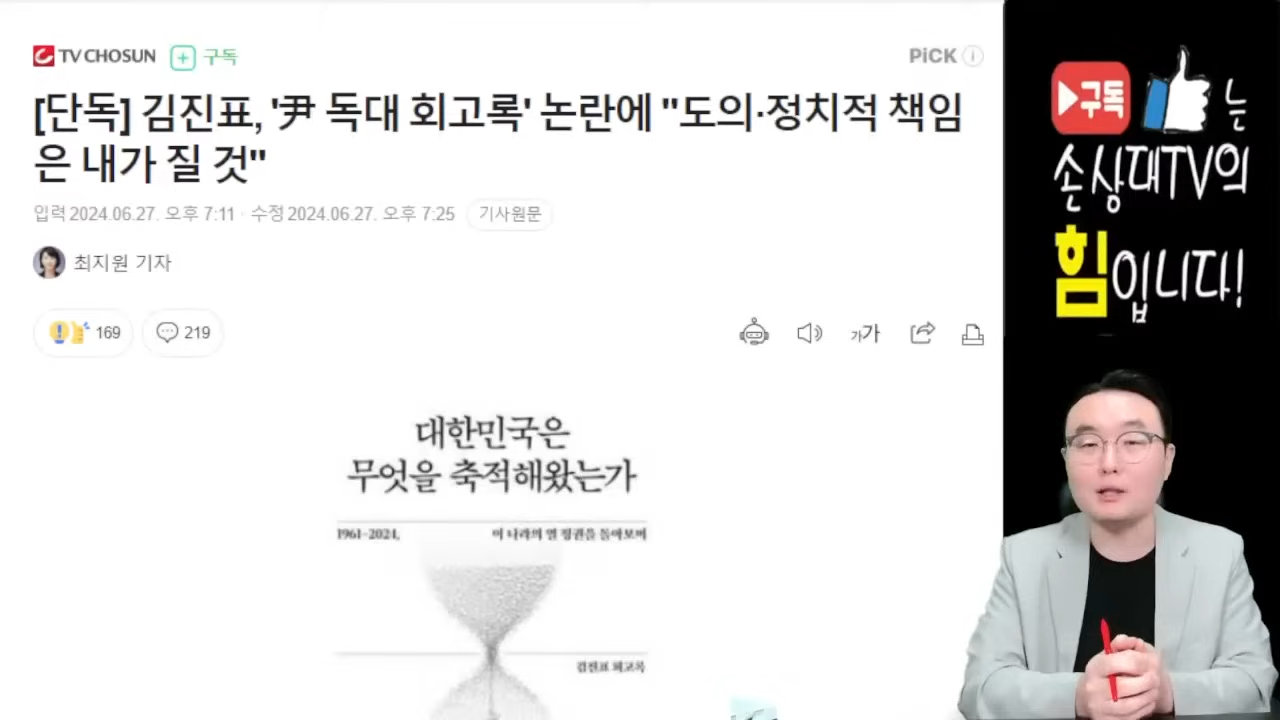 TV CHOSUN 구독
PiCK
[단독] 김진표, '尹 독대 회고록' 논란에 "도의·정치적 책임
은 내가 질 것"
입력 2024.06.27. 오후 7:11 · 수정 2024.06.27. 오후 7:25 기사원문
최지원 기자
169 219
가가
대한민국은
무엇을 축적해왔는가
1961-2024, 이 나라의 열 정권을 돌아보며
김진표 회고록
구독 는
손상대TV의
힘입니다!